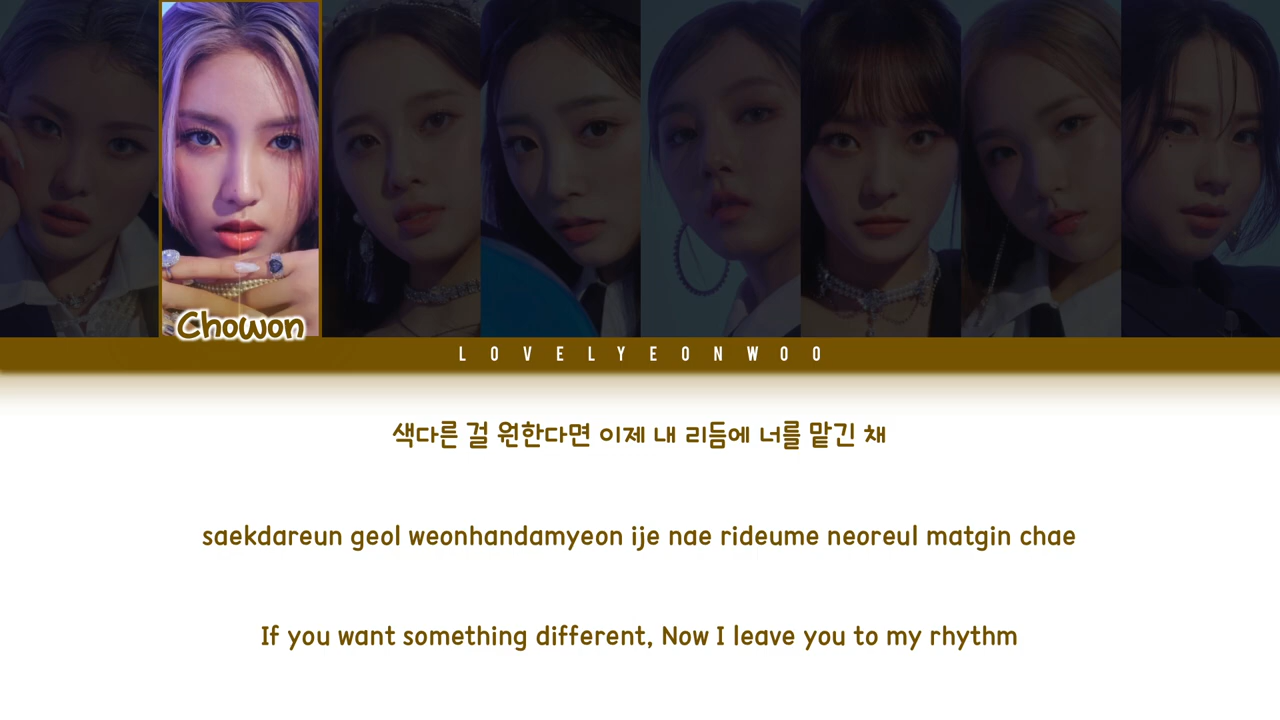 Chowon
LOVELYEONWOO
색다른 걸 원한다면 이제 내 리듬에 너를 맡긴 채
saekdareun geol weonhandamyeon ije nae rideume neoreul matgin chae
If you want something different, Now I leave you to my rhythm